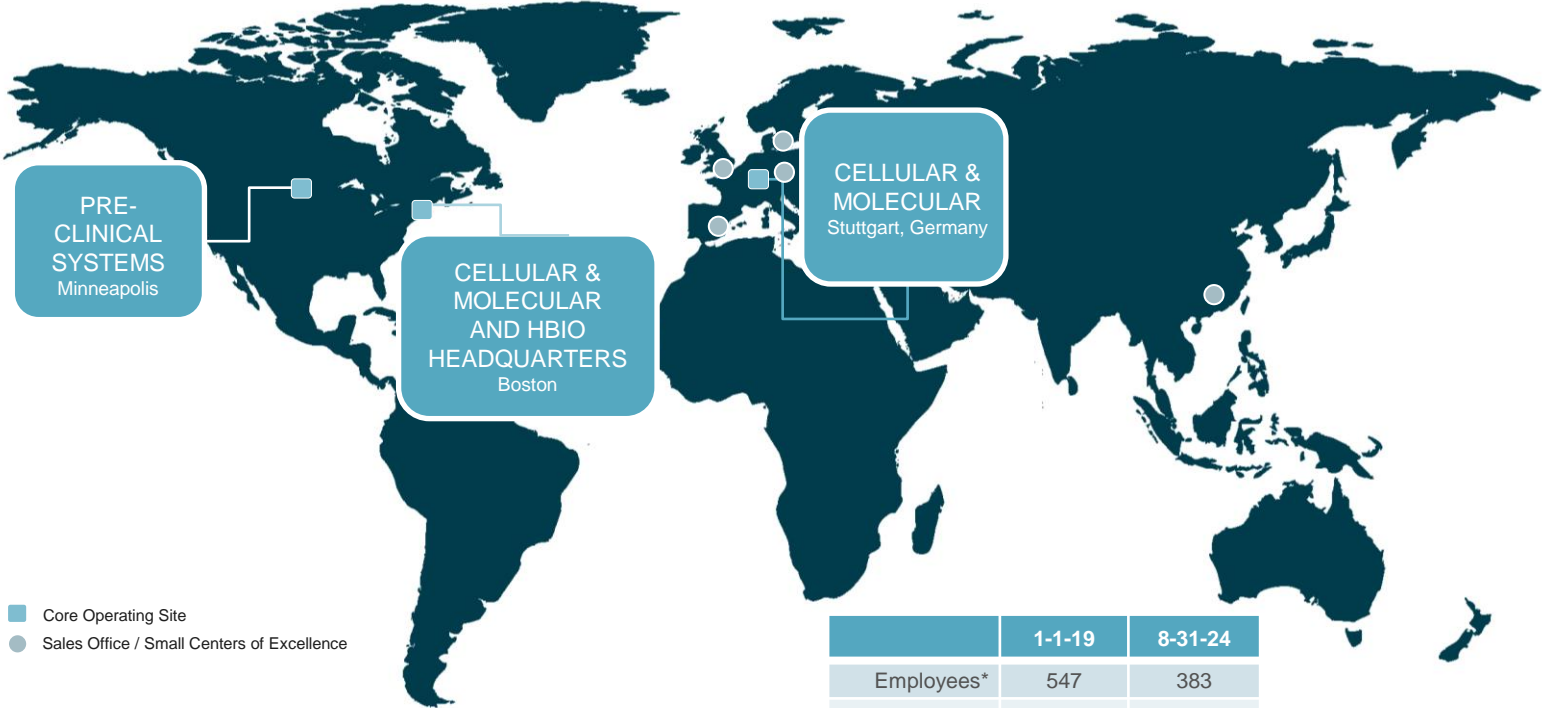 PRE-
CLINICAL
SYSTEMS
Minneapolis
CELLULAR &
MOLECULAR
AND HBIO
HEADQUARTERS
Boston
CELLULAR &
MOLECULAR
Stuttgart, Germany
Core Operating Site
Sales Office / Small Centers of Excellence
1-1-19 8-31-24
Employees* 547 383